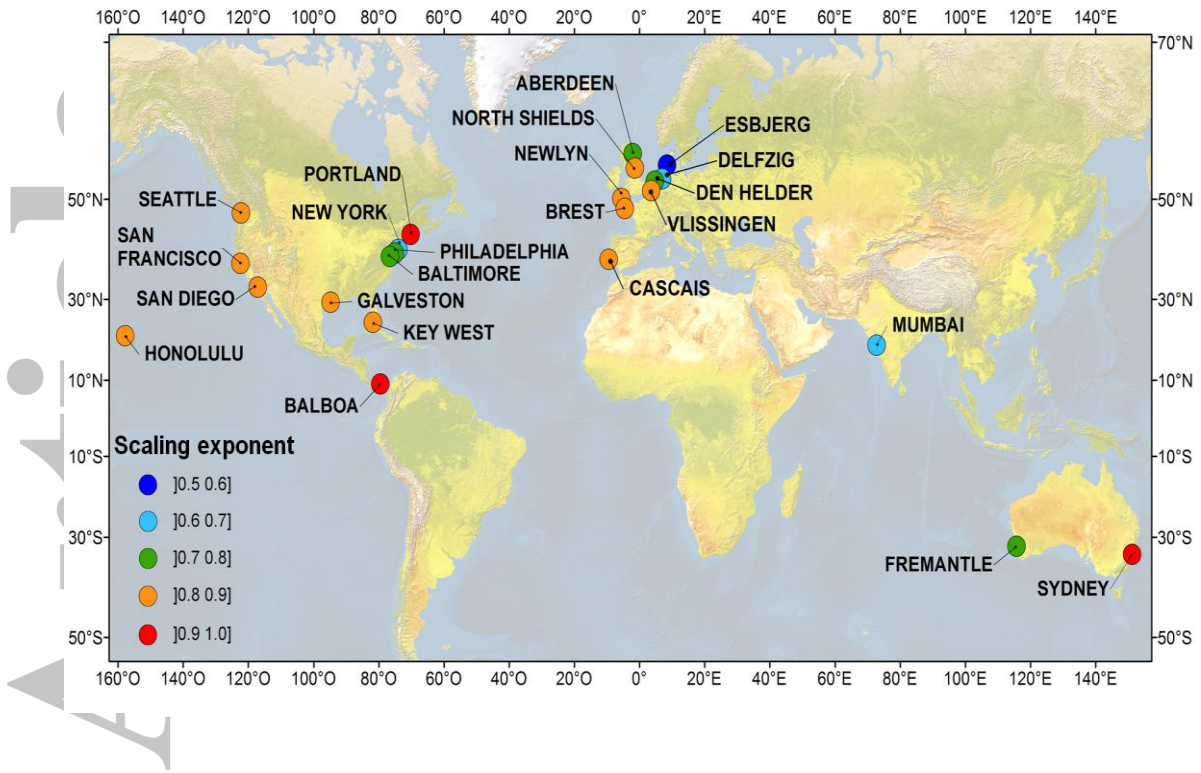 160°O 140°O 120°O 100°O 80°O 60°O 40°O 20°O 0° 20°E 40°E 60°E 80°E 100°E 120°E 140°E
70°N
ABERDEEN
NORTH SHIELDS
ESBJERG
NEWLYN
DELFZIG
PORTLAND
DEN HELDER
50°N
SEATTLE
50°N
NEW YORK
BREST
VLISSINGEN
SAN
FRANCISCO
PHILADELPHIA
BALTIMORE
CASCAIS
30°N
SAN DIEGO
GALVESTON
30°N
KEY WEST
MUMBAI
HONOLULU
10°N
10°N
BALBOA
Scaling exponent
10°S
10°S
]0.5 0.6]
]0.6 0.7]
30°S
30°S
]0.7 0.8]
FREMANTLE
SYDNEY
]0.8 0.9]
]0.9 1.0]
50°S
50°S
160°O 140°O 120°O 100°O 80°O 60°O 40°O 20°O 0° 20°E 40°E 60°E 80°E 100°E 120°E 140°E